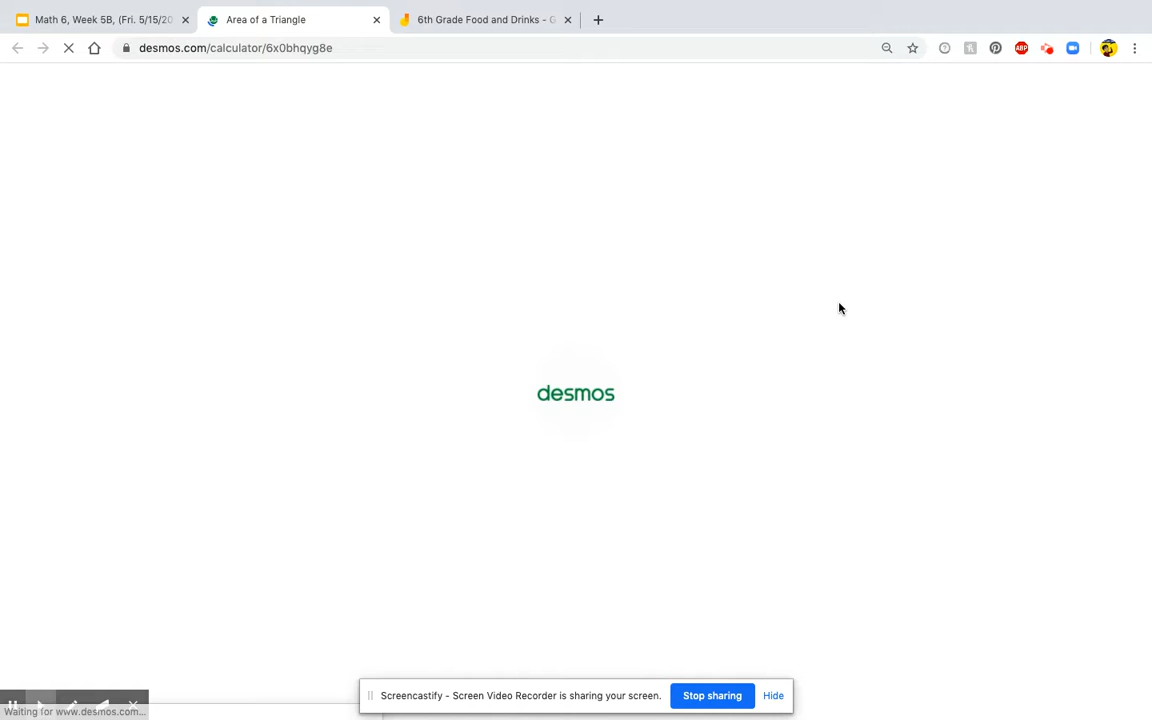 Math 6, Week 5B, (Fri. 5/15/20
Area of a Triangle
6th Grade Food and Drinks - G
desmos.com/calculator/6x0bhqyg8e
ABP
desmos
Screencastify - Screen Video Recorder is sharing your screen.
Stop sharing
Hide
Waiting for www.desmos.com...